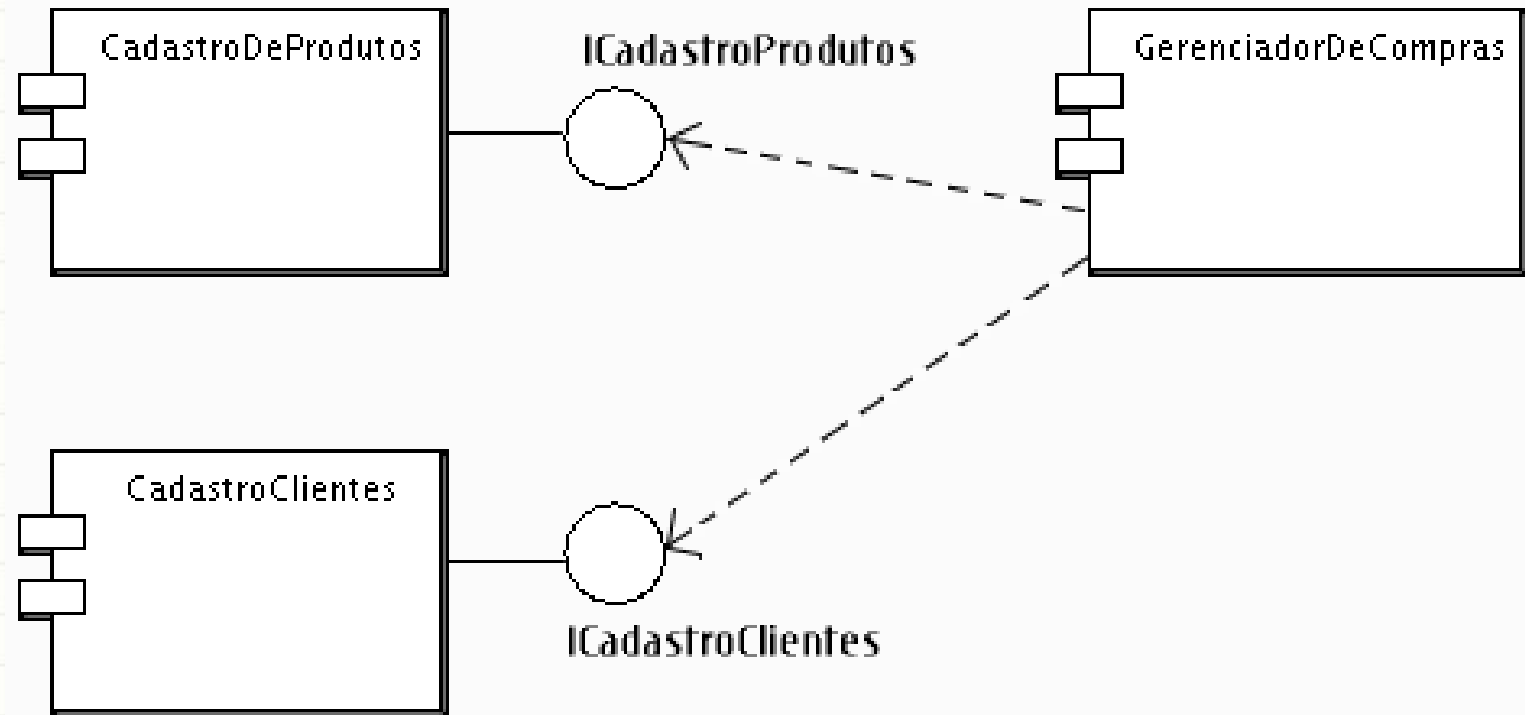 CadastroDeProdutos
ICadastroProdutos
GerenciadorDeCompras
CadastroClientes
ICadastroClientes